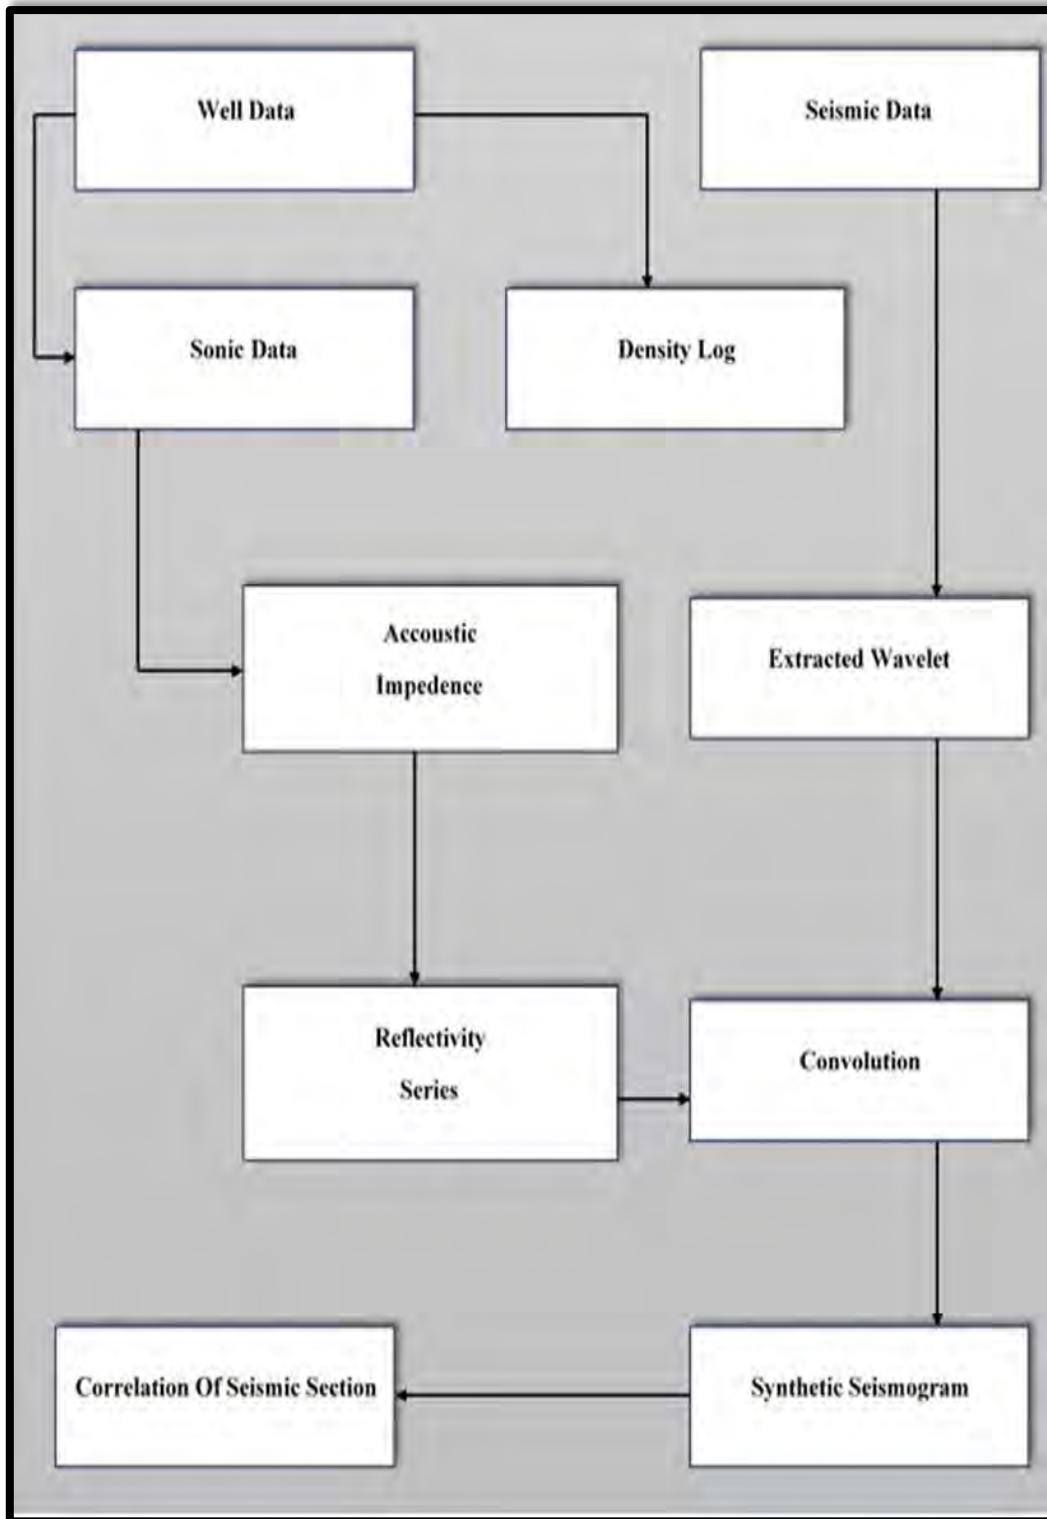 Well Data
Seismic Data
Sonic Data
Density Log
Accoustic
Impedence
Extracted Wavelet
Reflectivity
Series
Convolution
Correlation Of Seismic Section
Synthetic Seismogram